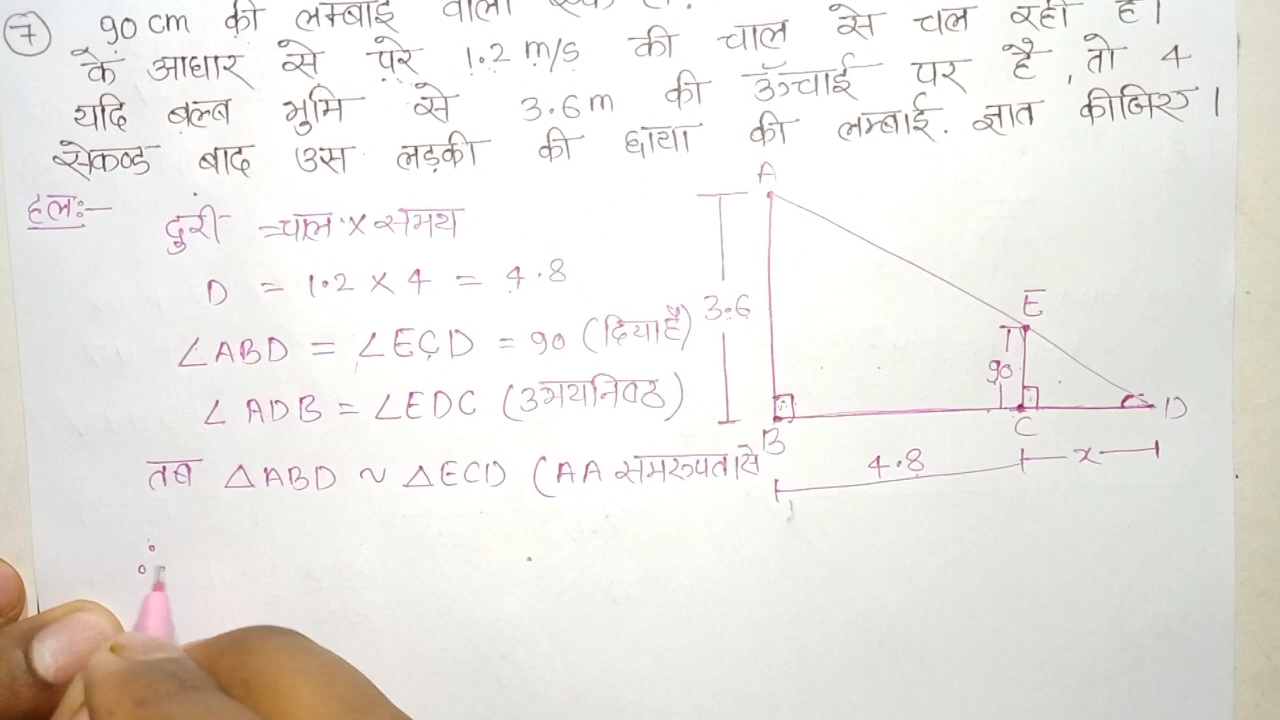 7 90 cm की लम्बाई वाली
के आधार से परे 1.2 m/s की चाल से चल रही है।
यदि बल्ब भुमि से 3.6m की ऊँचाई पर है, तो 4
सेकण्ड बाद उस लड़की की छाया की लम्बाई. ज्ञात कीजिए।
हल:-
दुरी = चाल × समय
D = 1.2 × 4 = 4.8
∠ABD = ∠ECD = 90 (दिया है)
∠ADB = ∠EDC (उभयनिष्ठ)
तब △ABD ~ △ECD (AA समरूपता से
A
3.6
E
90
B
C
D
4.8
x